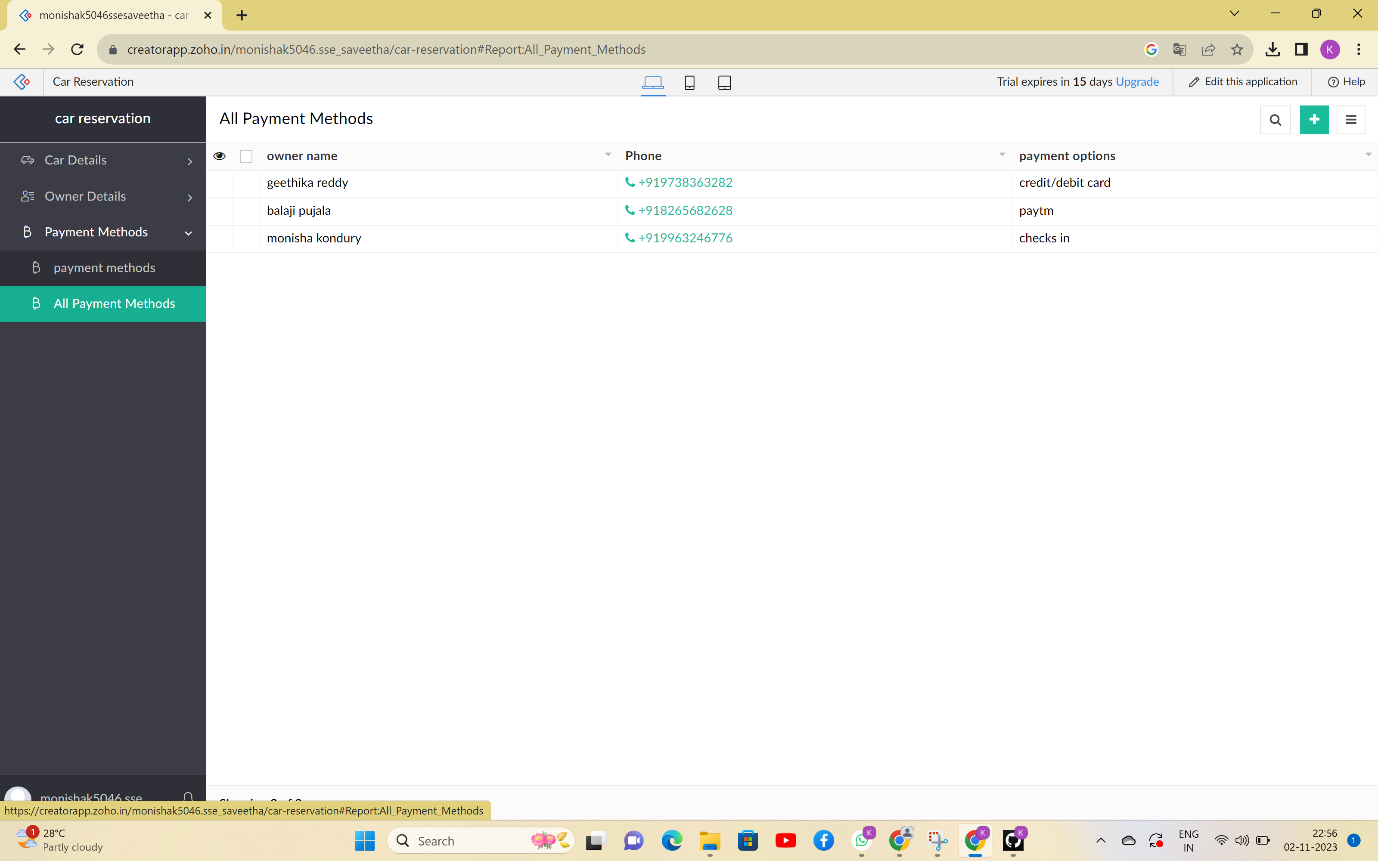 monishak5046ssesaveetha - car
creatorapp.zoho.in/monishak5046.sse_saveetha/car-reservation#Report:All_Payment_Methods
K
Car Reservation
Trial expires in 15 days Upgrade
Edit this application
Help
car reservation
Car Details
Owner Details
Payment Methods
payment methods
All Payment Methods
All Payment Methods
owner name Phone payment options
geethika reddy +919738363282 credit/debit card
balaji pujala +918265682628 paytm
monisha kondury +919963246776 checks in
monishak5046.sse
https://creatorapp.zoho.in/monishak5046.sse_saveetha/car-reservation#Report:All_Payment_Methods
1
28°C
Partly cloudy
Search
K
K
K
ENG
IN
22:56
02-11-2023
1